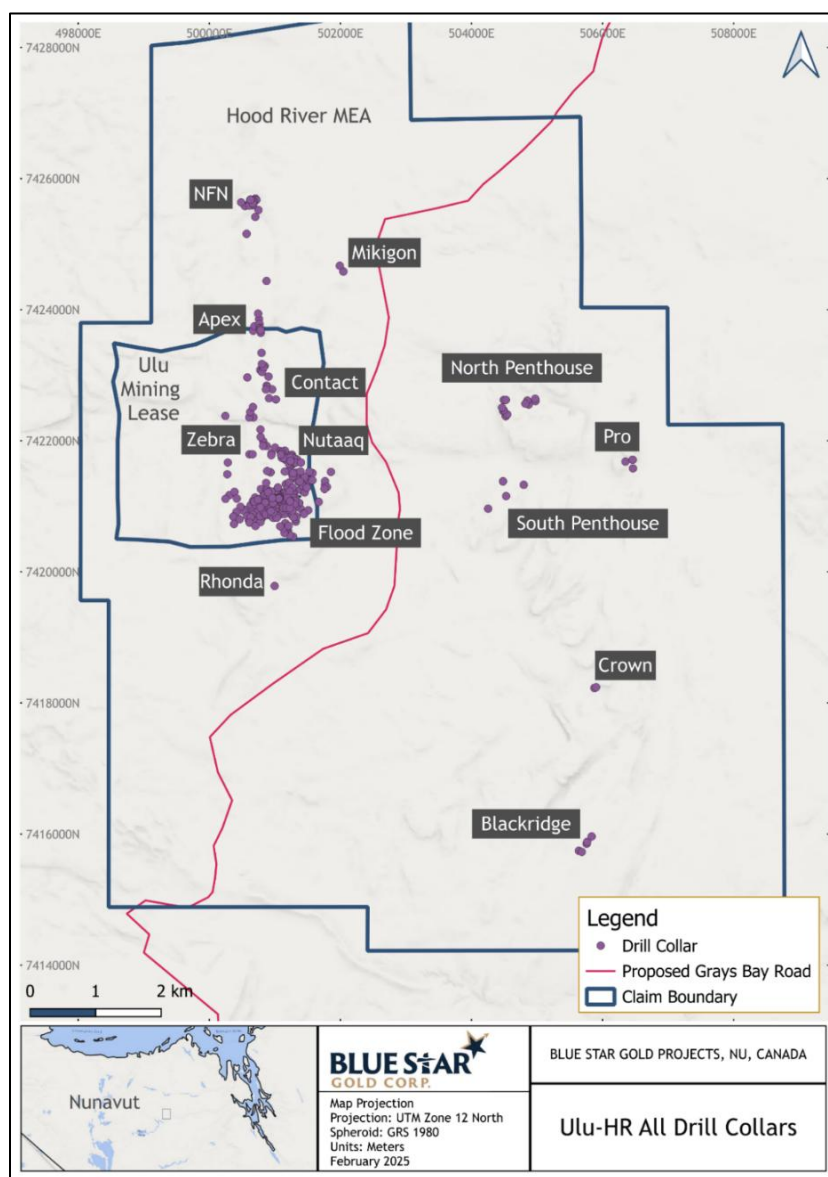 498000E
500000E
502000E
504000E
506000E
508000E
7428000N
Hood River MEA
7426000N
NFN
Mikigon
7424000N
Apex
Ulu
Mining
Lease
Contact
North Penthouse
7422000N
Zebra
Nutaaq
Pro
South Penthouse
Flood Zone
7420000N
Rhonda
Crown
7418000N
7416000N
Blackridge
Legend
Drill Collar
Proposed Grays Bay Road
Claim Boundary
7414000N
0 1 2 km
Nunavut
BLUE STAR
GOLD CORP.
Map Projection
Projection: UTM Zone 12 North
Spheroid: GRS 1980
Units: Meters
February 2025
BLUE STAR GOLD PROJECTS, NU, CANADA
Ulu-HR All Drill Collars